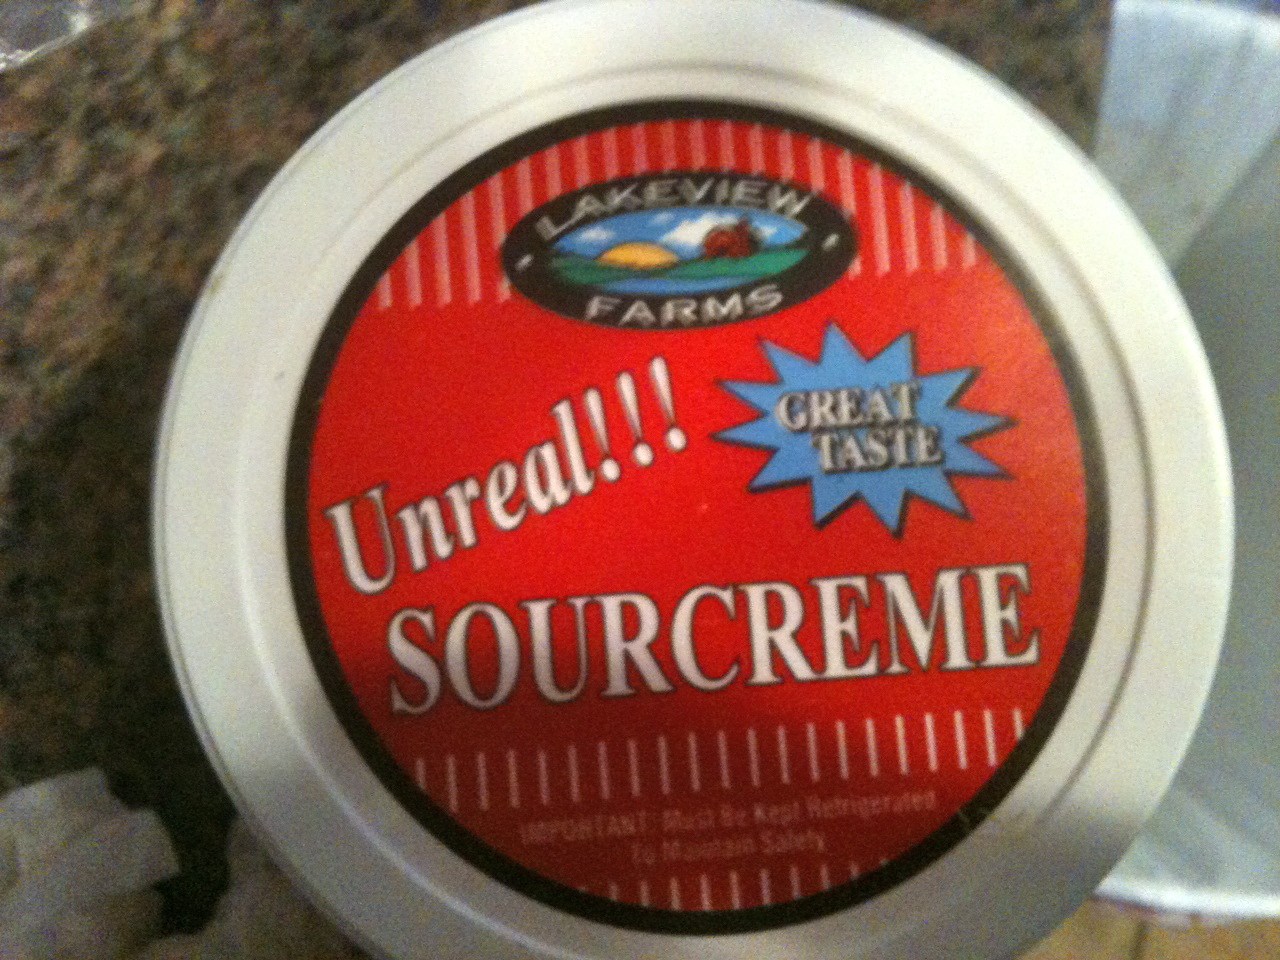 LAKEVIEW
FARMS
Unreal!!!
GREAT
TASTE
SOURCREME
IMPORTANT: Must Be Kept Refrigerated
To Maintain Safety